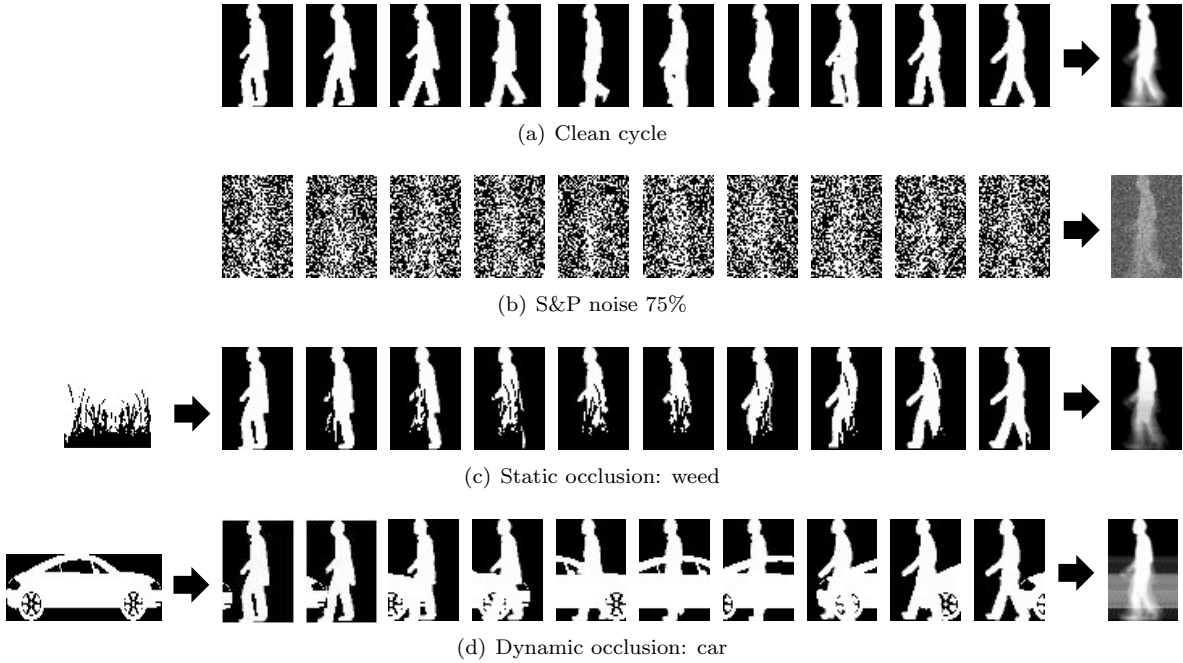 (a) Clean cycle
(b) S&P noise 75%
(c) Static occlusion: weed
(d) Dynamic occlusion: car